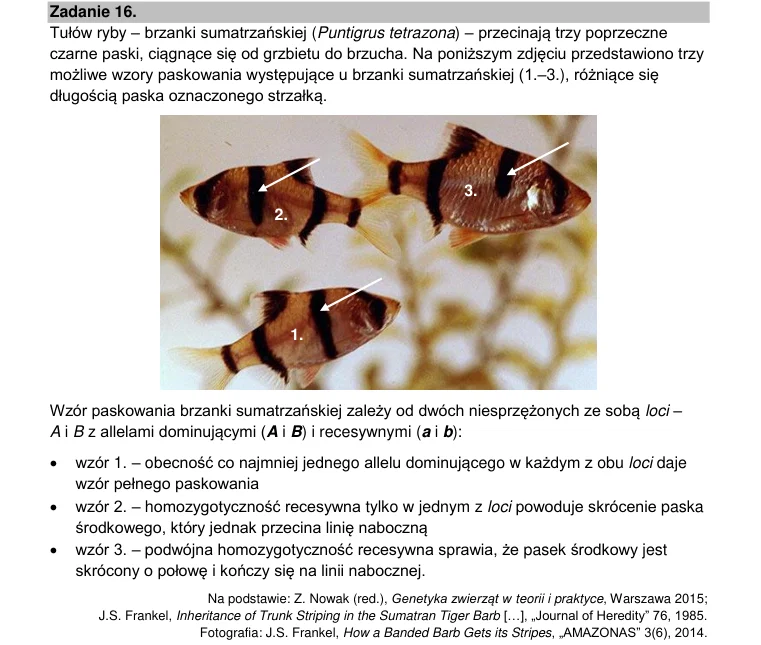 Zadanie 16.
Tułów ryby – brzanki sumatrzańskiej (Puntigrus tetrazona) – przecinają trzy poprzeczne
czarne paski, ciągnące się od grzbietu do brzucha. Na poniższym zdjęciu przedstawiono trzy
możliwe wzory paskowania występujące u brzanki sumatrzańskiej (1.–3.), różniące się
długością paska oznaczonego strzałką.
2.
3.
1.
Wzór paskowania brzanki sumatrzańskiej zależy od dwóch niesprzężonych ze sobą loci –
A i B z allelami dominującymi (A i B) i recesywnymi (a i b):
• wzór 1. – obecność co najmniej jednego allelu dominującego w każdym z obu loci daje
wzór pełnego paskowania
• wzór 2. – homozygotyczność recesywna tylko w jednym z loci powoduje skrócenie paska
środkowego, który jednak przecina linię naboczną
• wzór 3. – podwójna homozygotyczność recesywna sprawia, że pasek środkowy jest
skrócony o połowę i kończy się na linii nabocznej.
Na podstawie: Z. Nowak (red.), Genetyka zwierząt w teorii i praktyce, Warszawa 2015;
J.S. Frankel, Inheritance of Trunk Striping in the Sumatran Tiger Barb […], „Journal of Heredity” 76, 1985.
Fotografia: J.S. Frankel, How a Banded Barb Gets its Stripes, „AMAZONAS” 3(6), 2014.